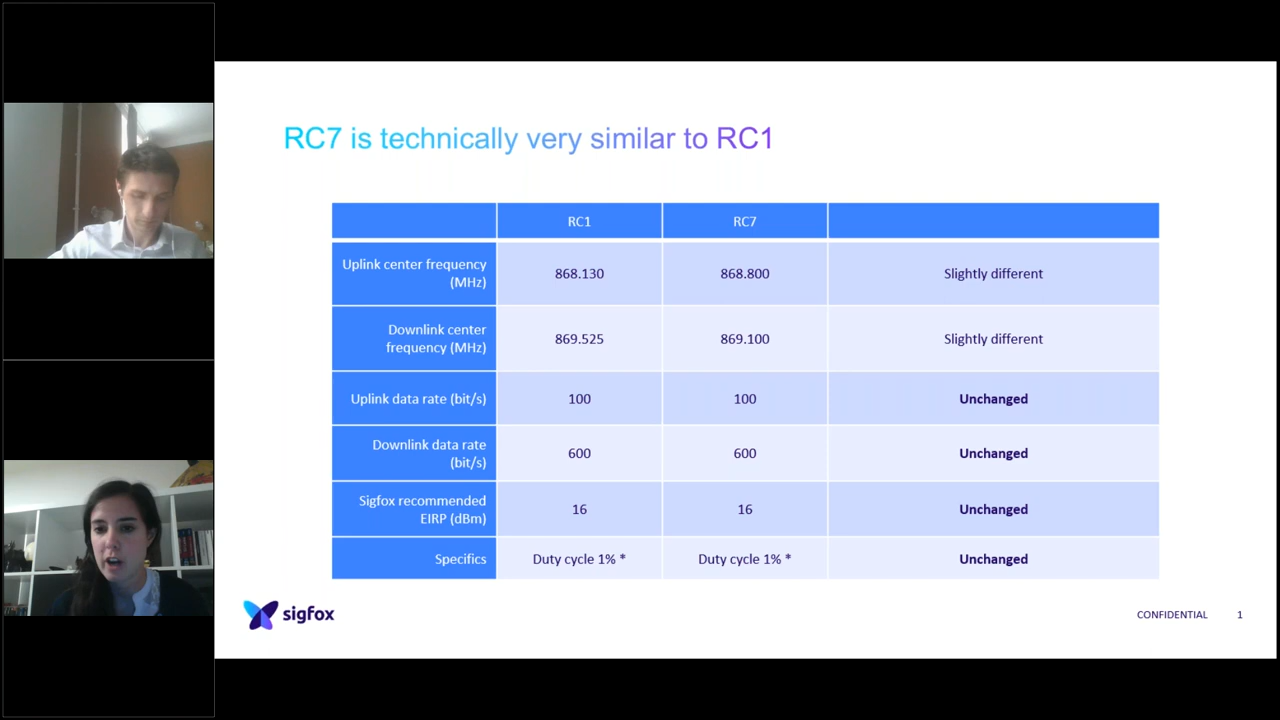 RC7 is technically very similar to RC1
RC1 RC7
Uplink center frequency
(MHz)
868.130 868.800 Slightly different
Downlink center
frequency (MHz)
869.525 869.100 Slightly different
Uplink data rate (bit/s) 100 100 Unchanged
Downlink data rate
(bit/s)
600 600 Unchanged
Sigfox recommended
EIRP (dBm)
16 16 Unchanged
Specifics Duty cycle 1% * Duty cycle 1% * Unchanged
sigfox
CONFIDENTIAL 1